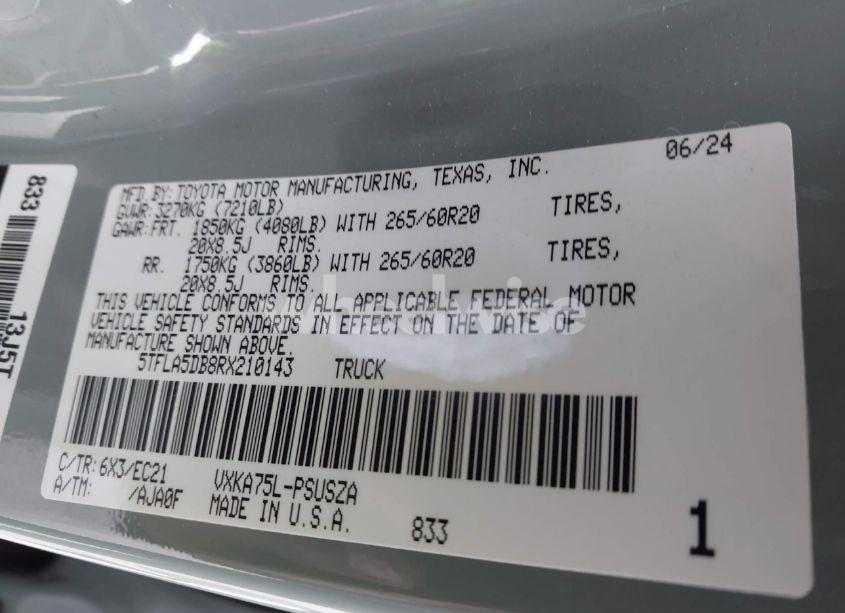 06/24
MFD BY: TOYOTA MOTOR MANUFACTURING, TEXAS, INC.
GVWR: 3270KG (7210LB)
GAWR: FRT. 1850KG (4080LB) WITH 265/60R20 TIRES,
20X8.5J RIMS.
RR. 1750KG (3860LB) WITH 265/60R20 TIRES,
20X8.5J RIMS.
THIS VEHICLE CONFORMS TO ALL APPLICABLE FEDERAL MOTOR
VEHICLE SAFETY STANDARDS IN EFFECT ON THE DATE OF
MANUFACTURE SHOWN ABOVE.
5TFLA5DB8RX210143 TRUCK
C/TR: 6X3/EC21 VXKA75L-PSUSZA
A/TM: /AJA0F MADE IN U.S.A. 833 1
833
13J5T
wheelwise